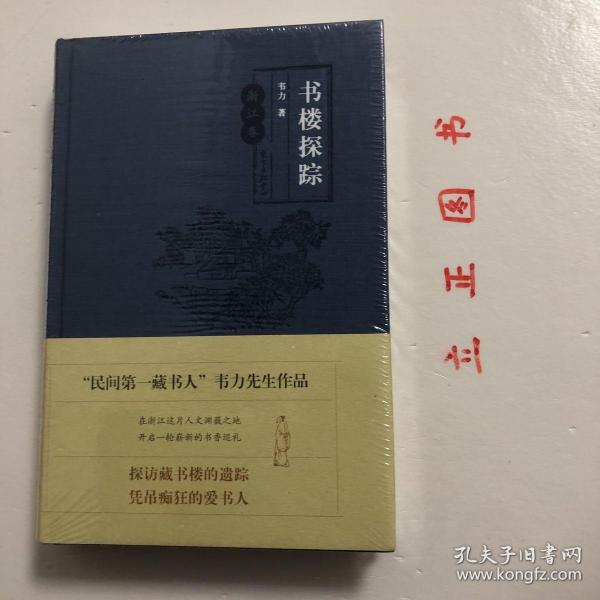 书楼探踪
韦力 著
浙江卷
“民间第一藏书人”韦力先生作品
在浙江这片人文渊薮之地
开启一轮崭新的书香巡礼
探访藏书楼的遗踪
凭吊痴狂的爱书人
立正图书
孔夫子旧书网
www.kongfz.com